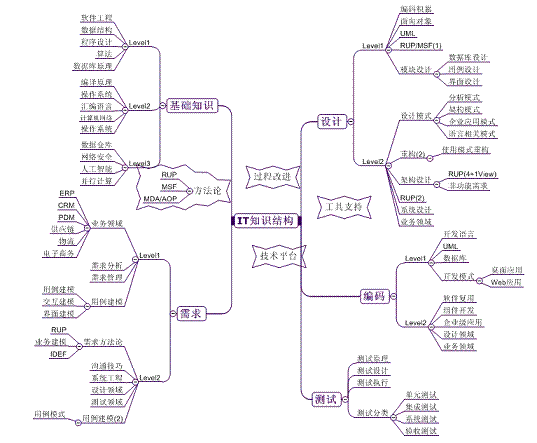 IT知识结构
基础知识
Level1
软件工程
数据结构
程序设计
算法
数据库原理
Level2
编译原理
操作系统
汇编语言
计算机网络
操作系统
Level3
数据仓库
网络安全
人工智能
并行计算
方法论
RUP
MSF
MDA/AOP
需求
Level1
业务领域
ERP
CRM
PDM
供应链
物流
电子商务
需求分析
需求管理
用例建模
用例建模
交互建模
界面建模
Level2
需求方法论
RUP
业务建模
IDEF
沟通技巧
系统工程
设计领域
测试领域
用例建模(2)
用例模式
过程改进
工具支持
技术平台
设计
Level1
编码积累
面向对象
UML
RUP/MSF(1)
模块设计
数据库设计
用例设计
界面设计
Level2
设计模式
分析模式
架构模式
企业应用模式
语言相关模式
重构(2)
使用模式重构
架构设计
RUP(4+1View)
非功能需求
RUP(2)
系统设计
业务领域
编码
Level1
开发语言
UML
数据库
开发模式
桌面应用
Web应用
Level2
软件复用
组件开发
企业级应用
设计领域
业务领域
测试
测试原理
测试设计
测试执行
测试分类
单元测试
集成测试
系统测试
验收测试